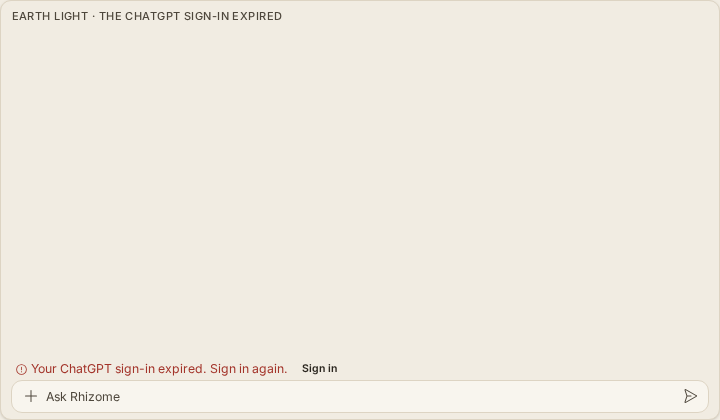 EARTH LIGHT · THE CHATGPT SIGN-IN EXPIRED
Your ChatGPT sign-in expired. Sign in again. Sign in
Ask Rhizome